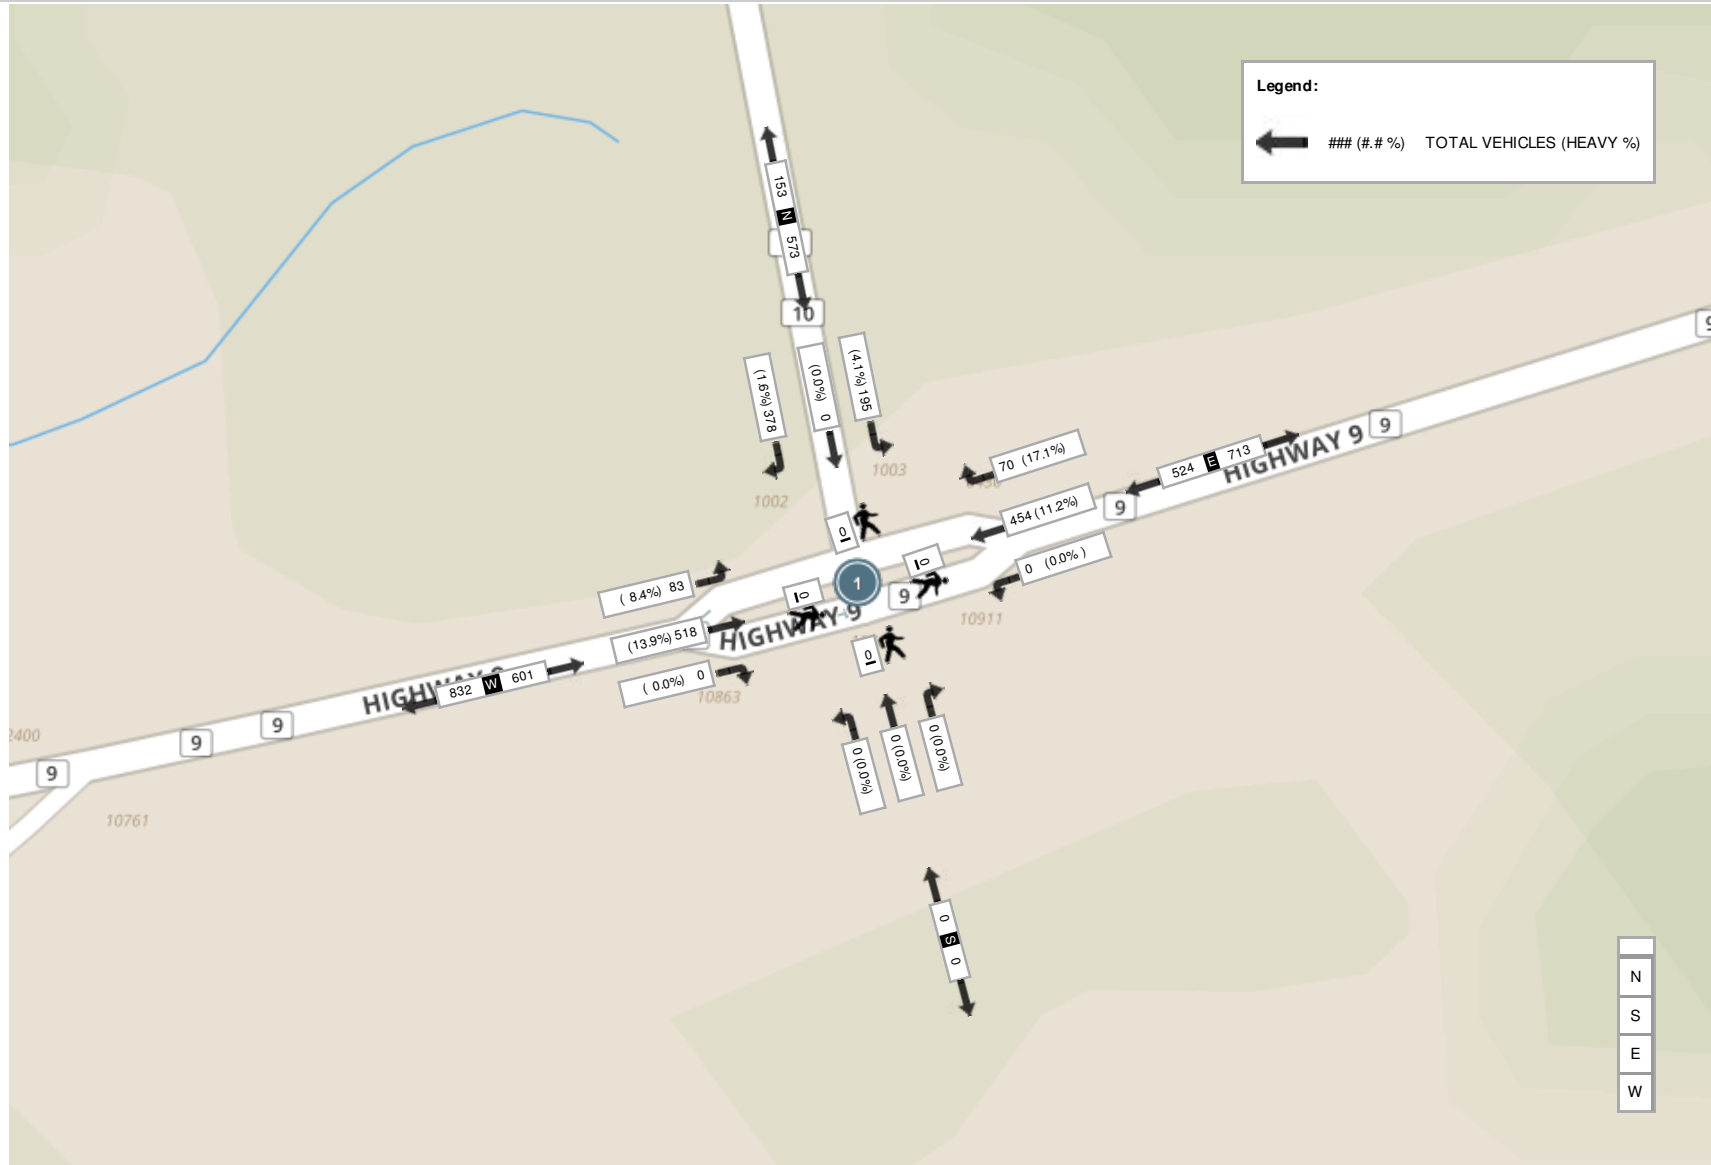 Legend:
### (#.# %) TOTAL VEHICLES (HEAVY %)
153 N 573
10
(1.6%) 378
(0.0%) 0
(4.1%) 195
1002
1003
70 (17.1%)
454 (11.2%)
0 (0.0% )
524 E 713
HIGHWAY 9
9
9
9
0
0
0
0
1
9
10911
( 8.4%) 83
(13.9%) 518
( 0.0%) 0
HIGHWAY 9
10863
832 W 601
HIGHWAY 9
9
9
9
2400
10761
0 (0.0%)
0 (0.0%)
0 (0.0%)
0 S 0
N
S
E
W